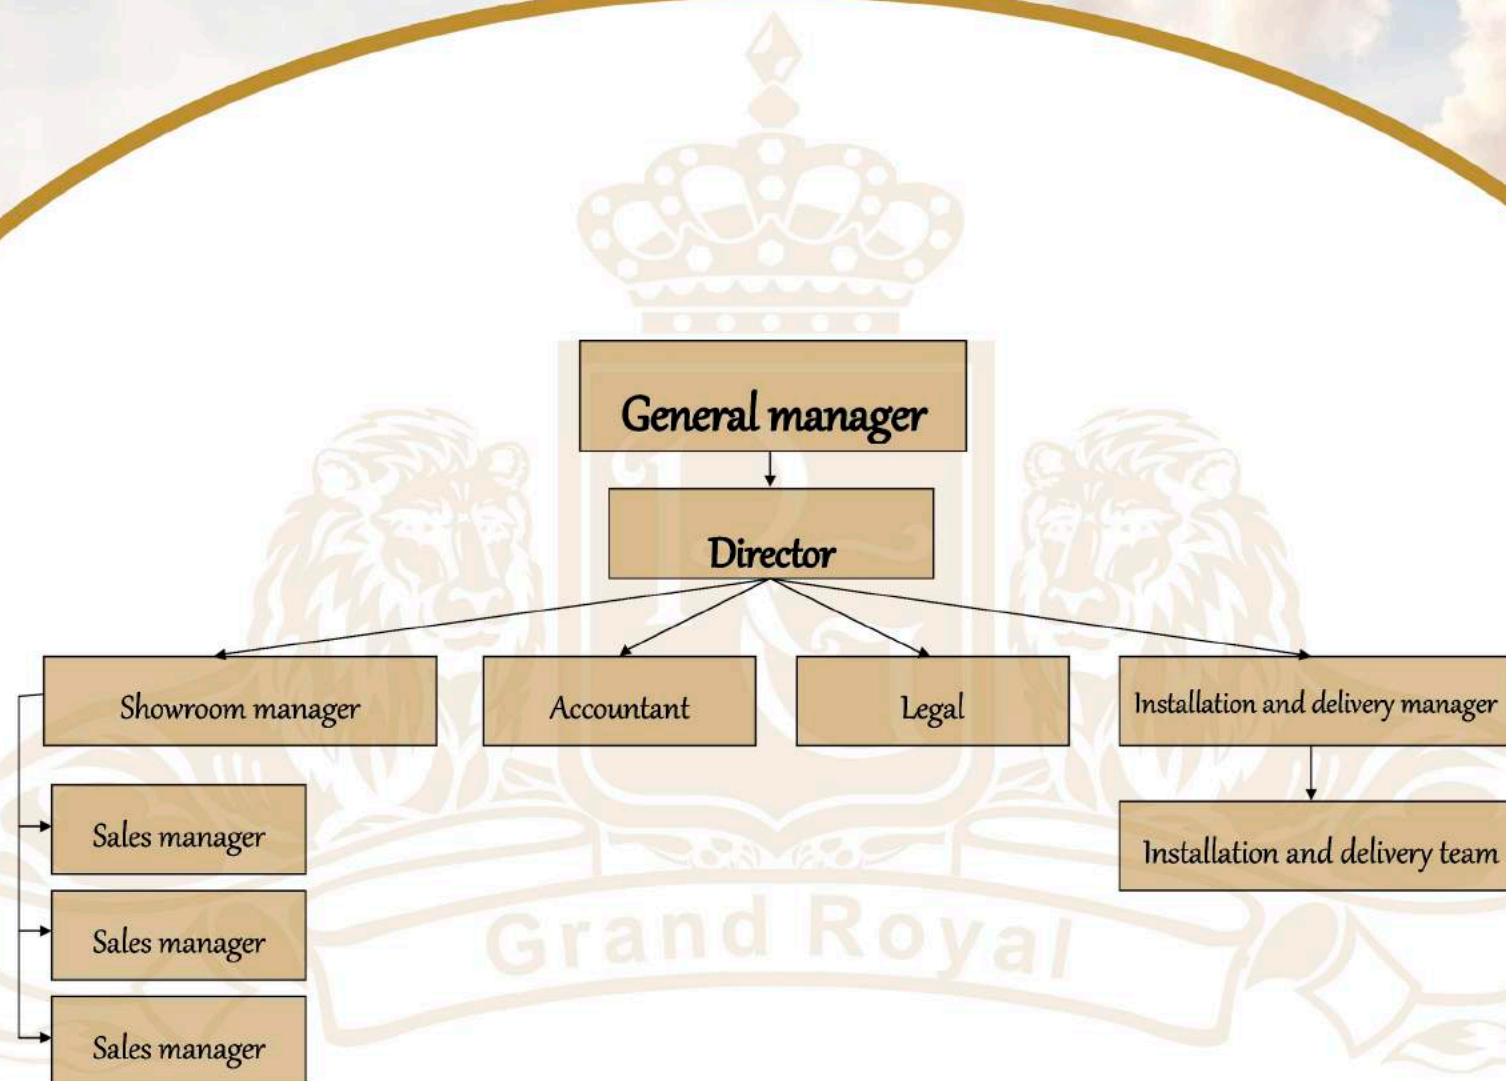 General manager
Director
Showroom manager
Accountant
Legal
Installation and delivery manager
Sales manager
Installation and delivery team
Sales manager
Sales manager
Grand Royal